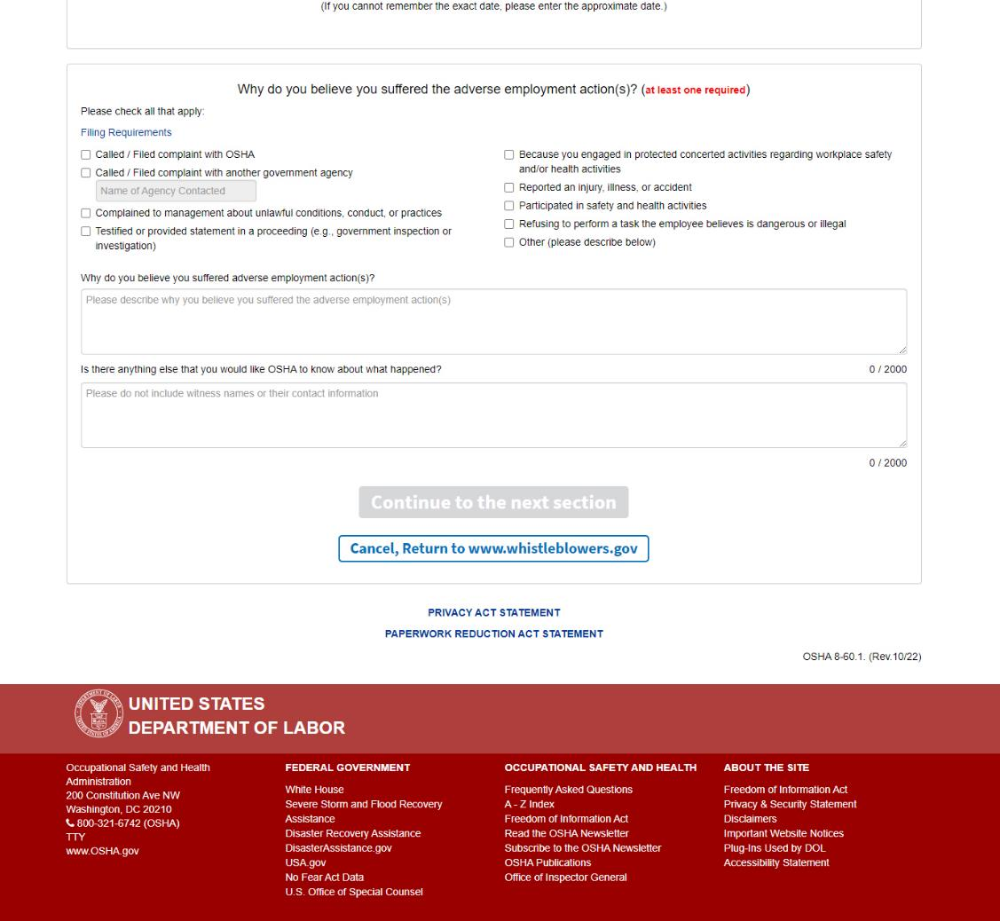 (If you cannot remember the exact date, please enter the approximate date.)
Why do you believe you suffered the adverse employment action(s)? (at least one required)
Please check all that apply:
Filing Requirements
Called / Filed complaint with OSHA
Called / Filed complaint with another government agency
Name of Agency Contacted
Complained to management about unlawful conditions, conduct, or practices
Testified or provided statement in a proceeding (e.g., government inspection or
investigation)
Because you engaged in protected concerted activities regarding workplace safety
and/or health activities
Reported an injury, illness, or accident
Participated in safety and health activities
Refusing to perform a task the employee believes is dangerous or illegal
Other (please describe below)
Why do you believe you suffered adverse employment action(s)?
Please describe why you believe you suffered the adverse employment action(s)
Is there anything else that you would like OSHA to know about what happened?
0 / 2000
Please do not include witness names or their contact information
0 / 2000
Continue to the next section
Cancel, Return to www.whistleblowers.gov
PRIVACY ACT STATEMENT
PAPERWORK REDUCTION ACT STATEMENT
OSHA 8-60.1. (Rev.10/22)
UNITED STATES
DEPARTMENT OF LABOR
Occupational Safety and Health
Administration
200 Constitution Ave NW
Washington, DC 20210
800-321-6742 (OSHA)
TTY
www.OSHA.gov
FEDERAL GOVERNMENT
White House
Severe Storm and Flood Recovery
Assistance
Disaster Recovery Assistance
DisasterAssistance.gov
USA.gov
No Fear Act Data
U.S. Office of Special Counsel
OCCUPATIONAL SAFETY AND HEALTH
Frequently Asked Questions
A - Z Index
Freedom of Information Act
Read the OSHA Newsletter
Subscribe to the OSHA Newsletter
OSHA Publications
Office of Inspector General
ABOUT THE SITE
Freedom of Information Act
Privacy & Security Statement
Disclaimers
Important Website Notices
Plug-Ins Used by DOL
Accessibility Statement